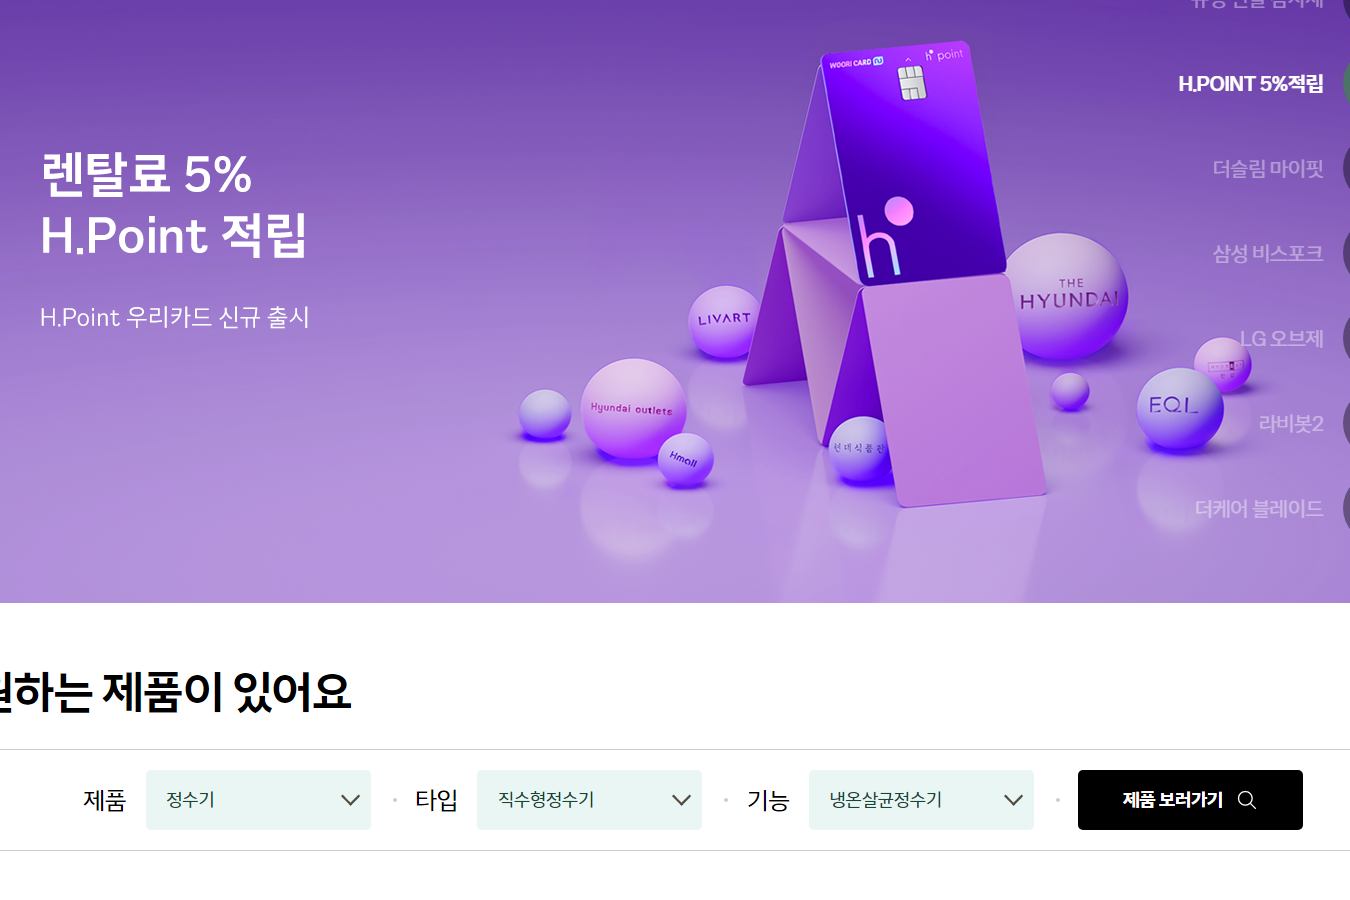 H.POINT 5%적립
더슬림 마이핏
삼성 비스포크
LG 오브제
라비봇2
더케어 블레이드
렌탈료 5%
H.Point 적립
H.Point 우리카드 신규 출시
WOORI CARD
h point
h
THE
HYUNDAI
LIVART
Hyundai outlets
Hmall
현대식품관
EQL
원하는 제품이 있어요
제품
정수기
타입
직수형정수기
기능
냉온살균정수기
제품 보러가기